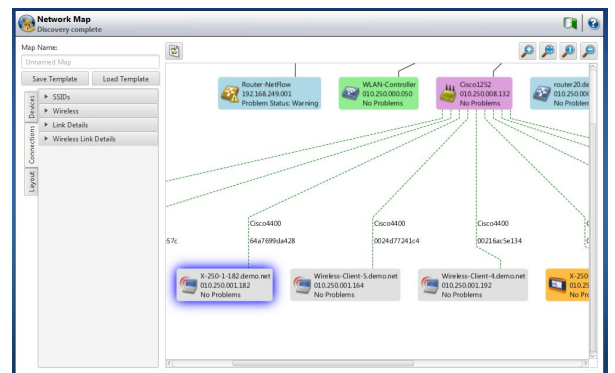 Network Map
Discovery complete
Map Name:
Unnamed Map
Save Template
Load Template
Devices
Connections
Layout
SSIDs
Wireless
Link Details
Wireless Link Details
Router-NetFlow
192.168.249.001
Problem Status: Warning
WLAN-Controller
010.250.000.050
No Problems
Cisco1252
010.250.008.132
No Problems
router20.de
010.250.00
No Problems
Cisco4400
Cisco4400
Cisco4400
57c
64a7699da428
0024d77241c4
00216ac5e134
X-250-1-182.demo.net
010.250.001.182
No Problems
Wireless-Client-5.demo.net
010.250.001.164
No Problems
Wireless-Client-4.demo.net
010.250.001.192
No Problems
X-250
010.25
No Pro